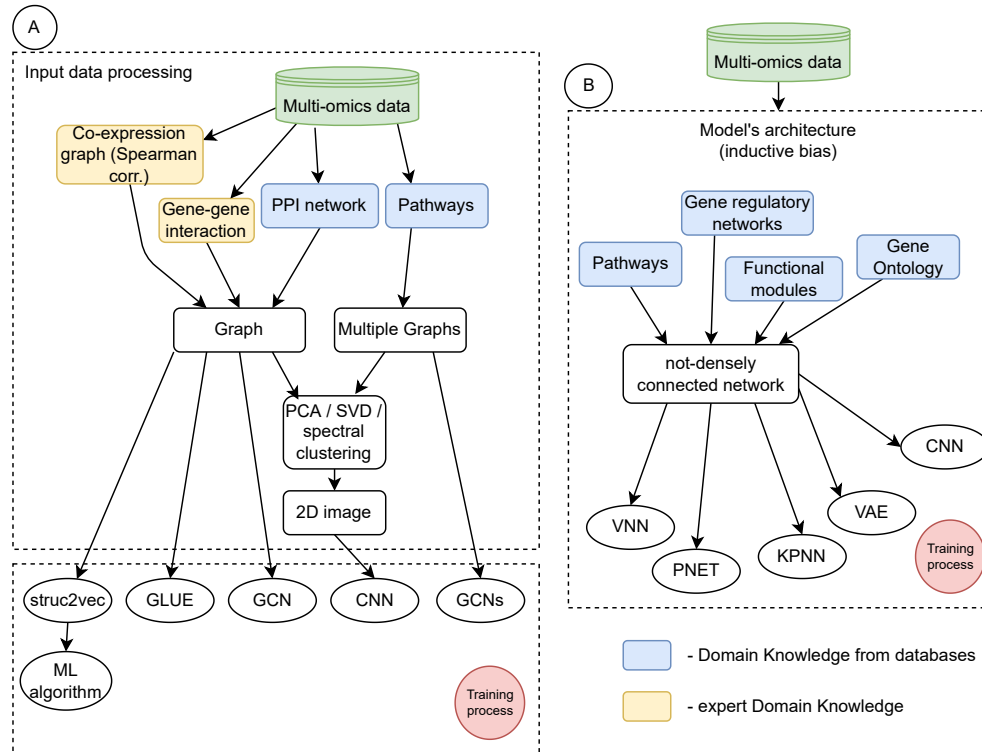 A
Input data processing
Multi-omics data
Co-expression
graph (Spearman
corr.)
Gene-gene
interaction
PPI network
Pathways
Graph
Multiple Graphs
PCA / SVD /
spectral
clustering
2D image
struc2vec
GLUE
GCN
CNN
GCNs
ML
algorithm
Training
process
Multi-omics data
B
Model's architecture
(inductive bias)
Gene regulatory
networks
Pathways
Functional
modules
Gene
Ontology
not-densely
connected network
CNN
VAE
VNN
KPNN
PNET
Training
process
- Domain Knowledge from databases
- expert Domain Knowledge